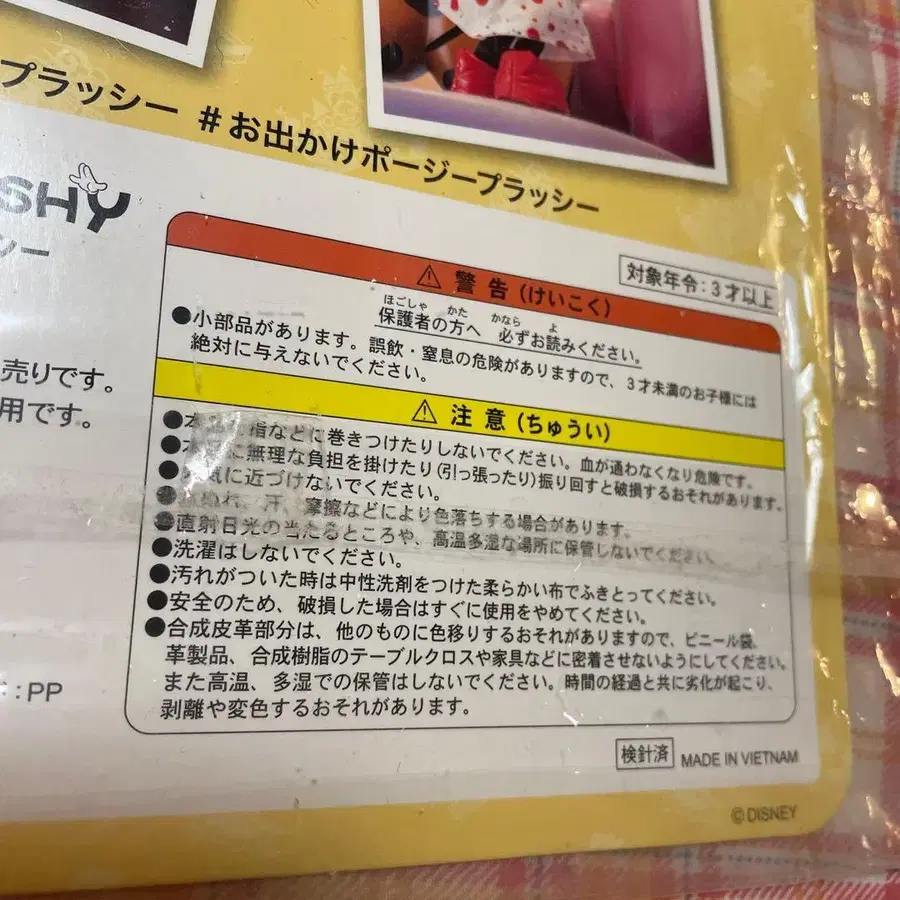 プラッシー #お出かけポージープラッシー
SHY
シー
対象年令:3才以上
警告(けいこく)
ほごしゃ かた かなら よ
保護者の方へ 必ずお読みください。
●小部品があります。誤飲・窒息の危険がありますので、3才未満のお子様には
絶対に与えないでください。
売りです。
用です。
注意(ちゅうい)
●本品を指などに巻きつけたりしないでください。血が通わなくなり危険です。
●本品に無理な負担を掛けたり(引っ張ったり)振り回すと破損するおそれがあります。
●火気に近づけないでください。
●水ぬれ、汗、摩擦などにより色落ちする場合があります。
●直射日光の当たるところや、高温多湿な場所に保管しないでください。
●洗濯はしないでください。
●汚れがついた時は中性洗剤をつけた柔らかい布でふきとってください。
●安全のため、破損した場合はすぐに使用をやめてください。
●合成皮革部分は、他のものに色移りするおそれがありますので、ビニール袋、
革製品、合成樹脂のテーブルクロスや家具などに密着させないようにしてください。
また高温、多湿での保管はしないでください。時間の経過と共に劣化が起こり、
剥離や変色するおそれがあります。
:PP
検針済 MADE IN VIETNAM
©DISNEY